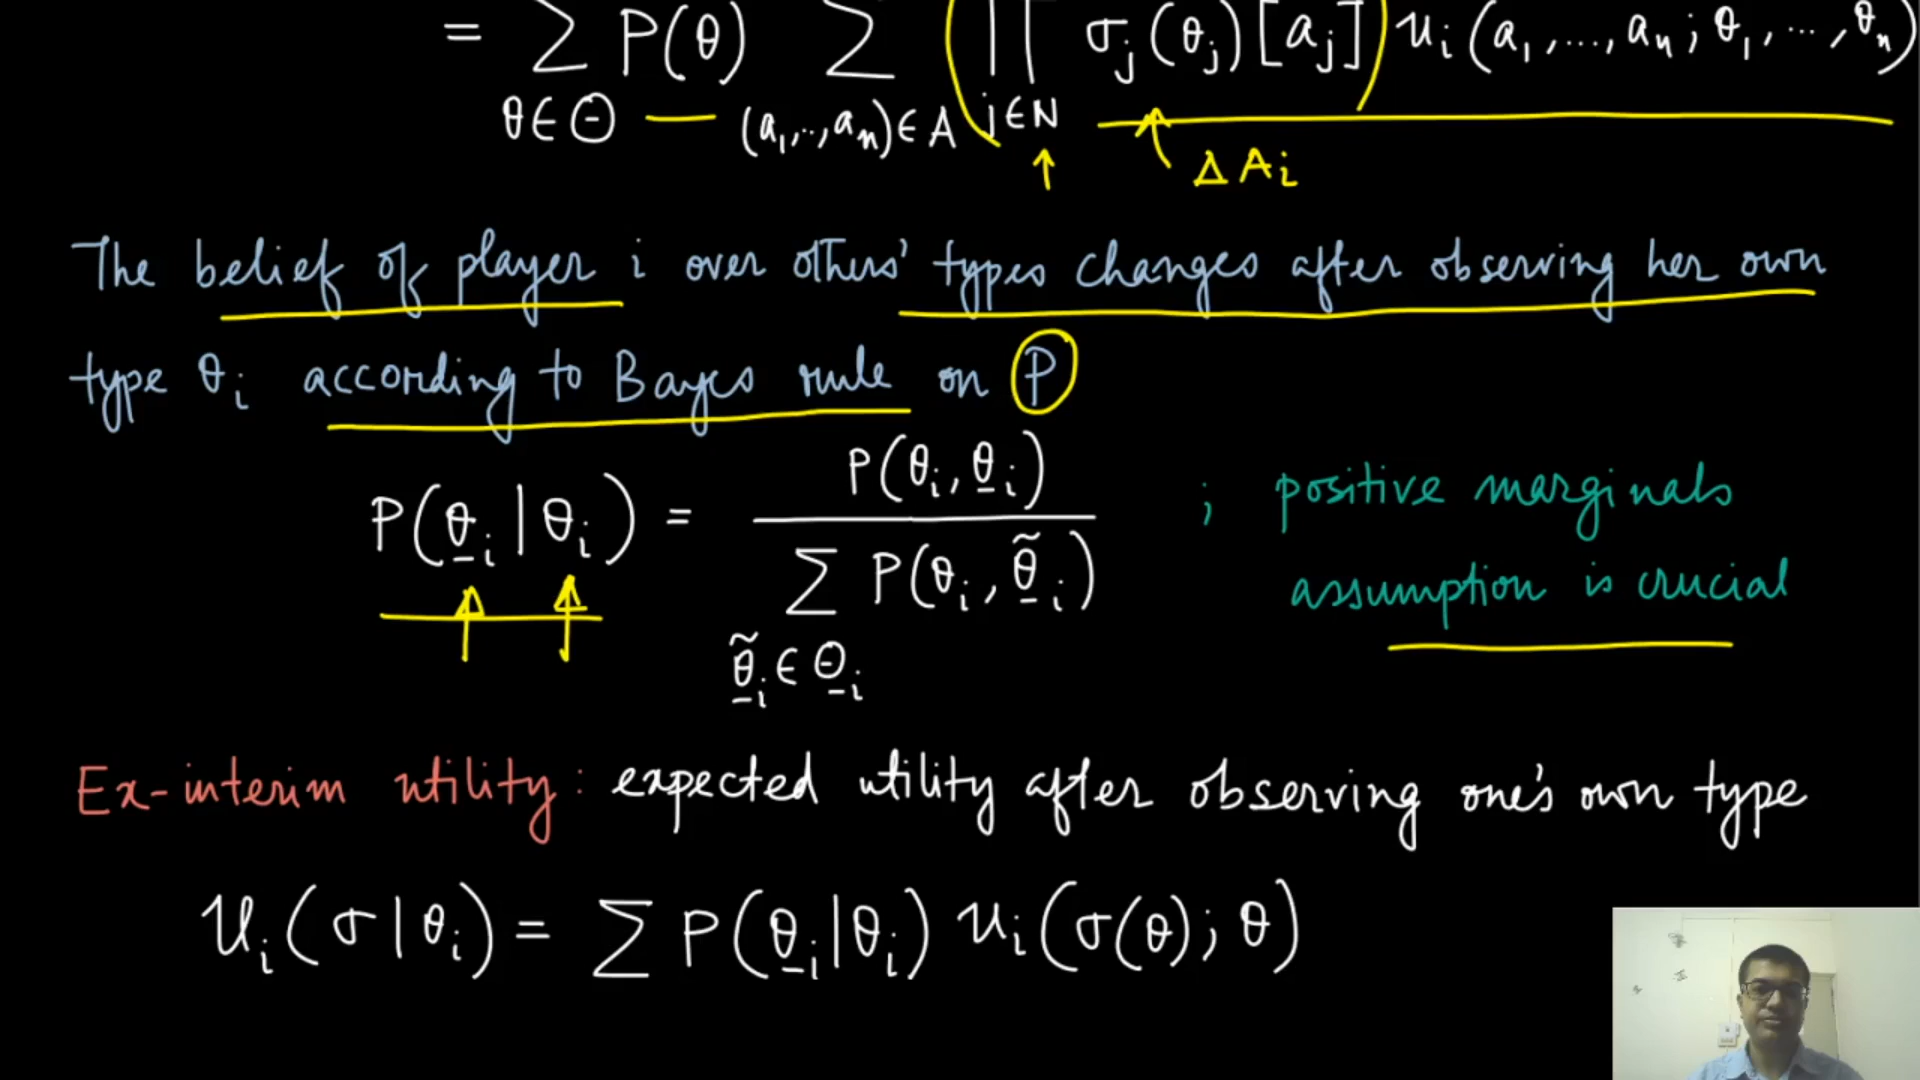 = ∑ P(θ) ∑ ( ∏ σⱼ(θⱼ)[aⱼ] ) uᵢ(a₁,...,aₙ; θ₁,...,θₙ)
θ∈Θ (a₁,..,aₙ)∈A j∈N
ΔAᵢ
The belief of player i over others' types changes after observing her own
type θᵢ according to Bayes rule on P
P(θ₋ᵢ|θᵢ) = P(θᵢ, θ₋ᵢ) / ∑ P(θᵢ, θ̃₋ᵢ) ; positive marginals
θ̃₋ᵢ ∈ Θ₋ᵢ
assumption is crucial
Ex-interim utility: expected utility after observing one's own type
uᵢ(σ|θᵢ) = ∑ P(θ₋ᵢ|θᵢ) uᵢ(σ(θ); θ)